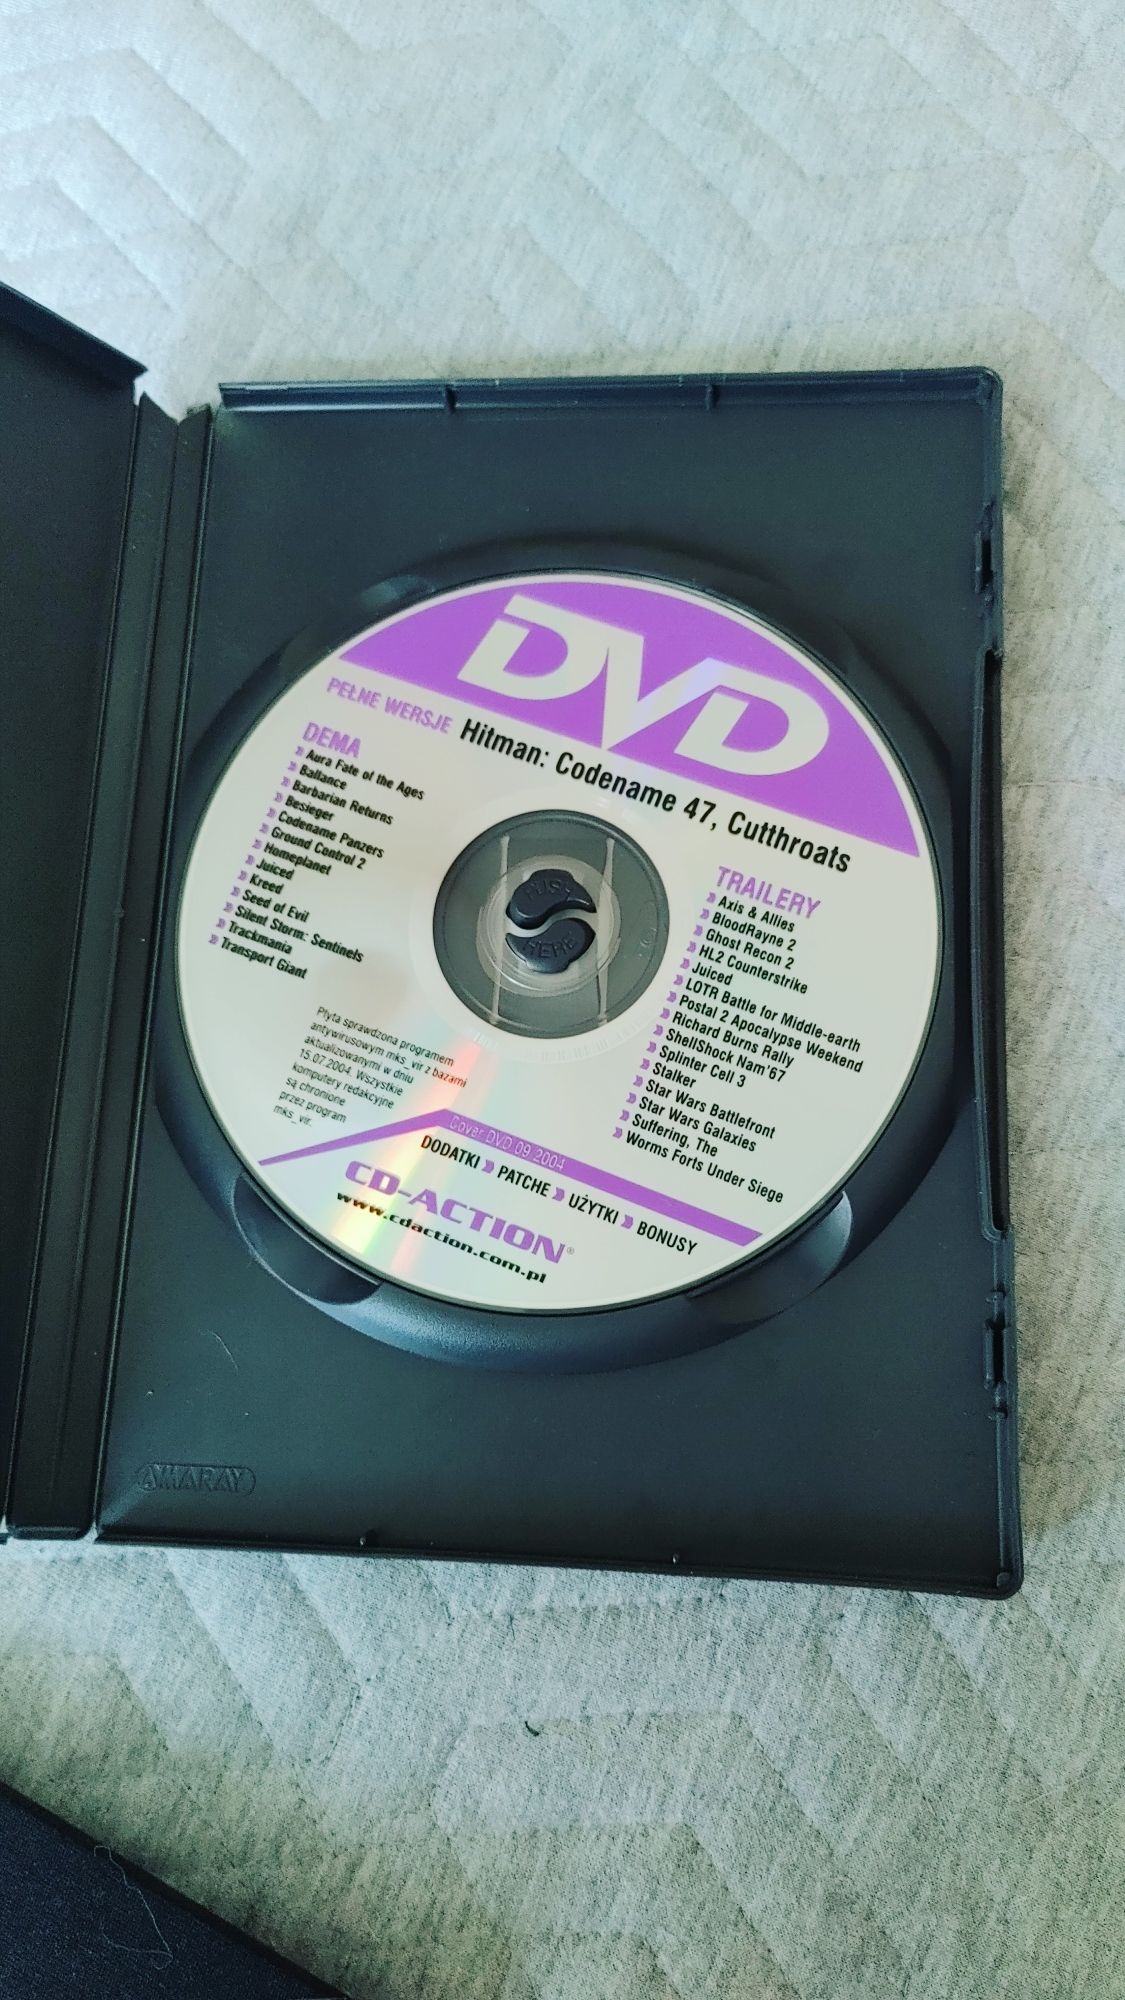 DVD
PEŁNE WERSJE Hitman: Codename 47, Cutthroats
DEMA
» Aura Fate of the Ages
» Ballance
» Barbarian Returns
» Besieger
» Codename Panzers
» Ground Control 2
» Homeplanet
» Juiced
» Kreed
» Seed of Evil
» Silent Storm: Sentinels
» Trackmania
» Transport Giant
TRAILERY
» Axis & Allies
» BloodRayne 2
» Ghost Recon 2
» HL2 Counterstrike
» Juiced
» LOTR Battle for Middle-earth
» Postal 2 Apocalypse Weekend
» Richard Burns Rally
» ShellShock Nam'67
» Splinter Cell 3
» Stalker
» Star Wars Battlefront
» Star Wars Galaxies
» Suffering, The
» Worms Forts Under Siege
PUSH
HERE
Płyta sprawdzona programem
antywirusowym mks_vir z bazami
aktualizowanymi w dniu
15.07.2004. Wszystkie
komputery redakcyjne
są chronione
przez program
mks_vir.
Cover DVD 09 2004
DODATKI » PATCHE » UŻYTKI » BONUSY
CD-ACTION®
www.cdaction.com.pl
AMARAY